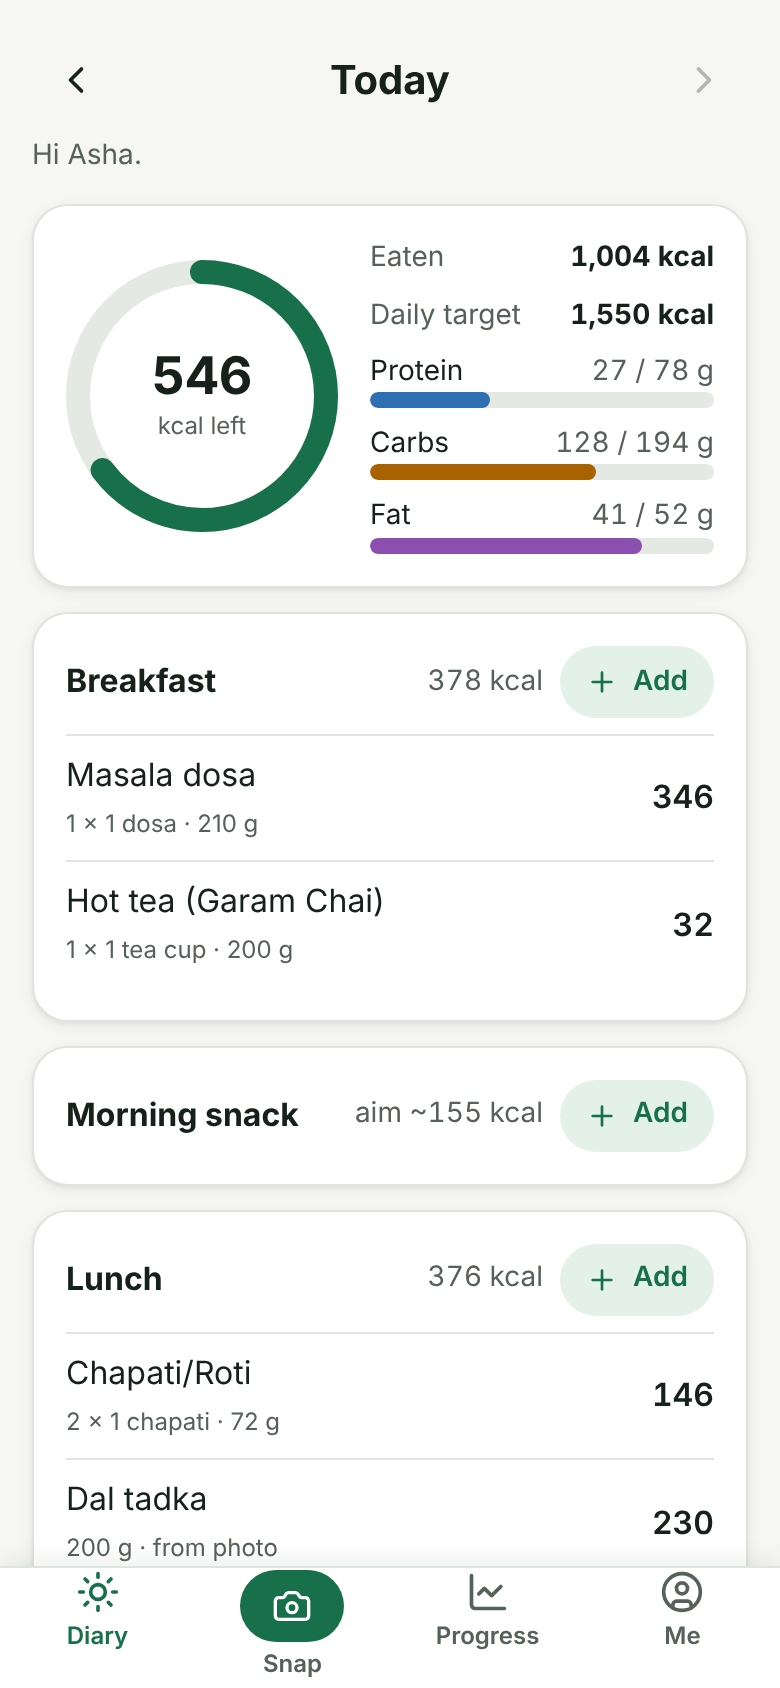 Today
Hi Asha.
546
kcal left
Eaten 1,004 kcal
Daily target 1,550 kcal
Protein 27 / 78 g
Carbs 128 / 194 g
Fat 41 / 52 g
Breakfast 378 kcal + Add
Masala dosa
346
1 × 1 dosa · 210 g
Hot tea (Garam Chai)
32
1 × 1 tea cup · 200 g
Morning snack aim ~155 kcal + Add
Lunch 376 kcal + Add
Chapati/Roti
146
2 × 1 chapati · 72 g
Dal tadka
230
200 g · from photo
Diary Snap Progress Me